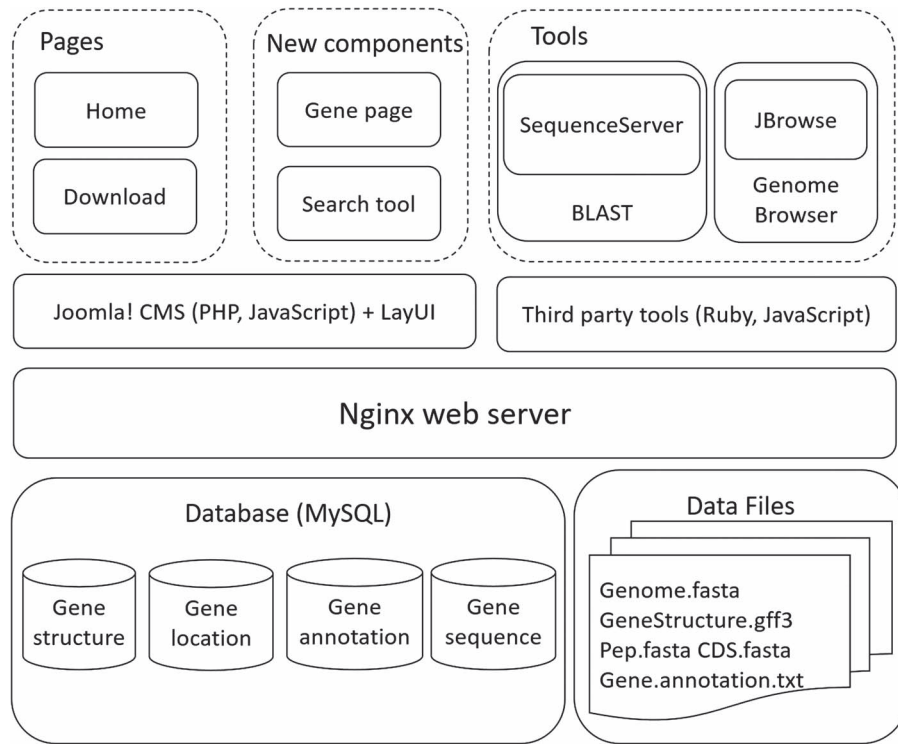 Pages
Home
Download
New components
Gene page
Search tool
Tools
SequenceServer
BLAST
JBrowse
Genome
Browser
Joomla! CMS (PHP, JavaScript) + LayUI
Third party tools (Ruby, JavaScript)
Nginx web server
Database (MySQL)
Gene
structure
Gene
location
Gene
annotation
Gene
sequence
Data Files
Genome.fasta
GeneStructure.gff3
Pep.fasta CDS.fasta
Gene.annotation.txt